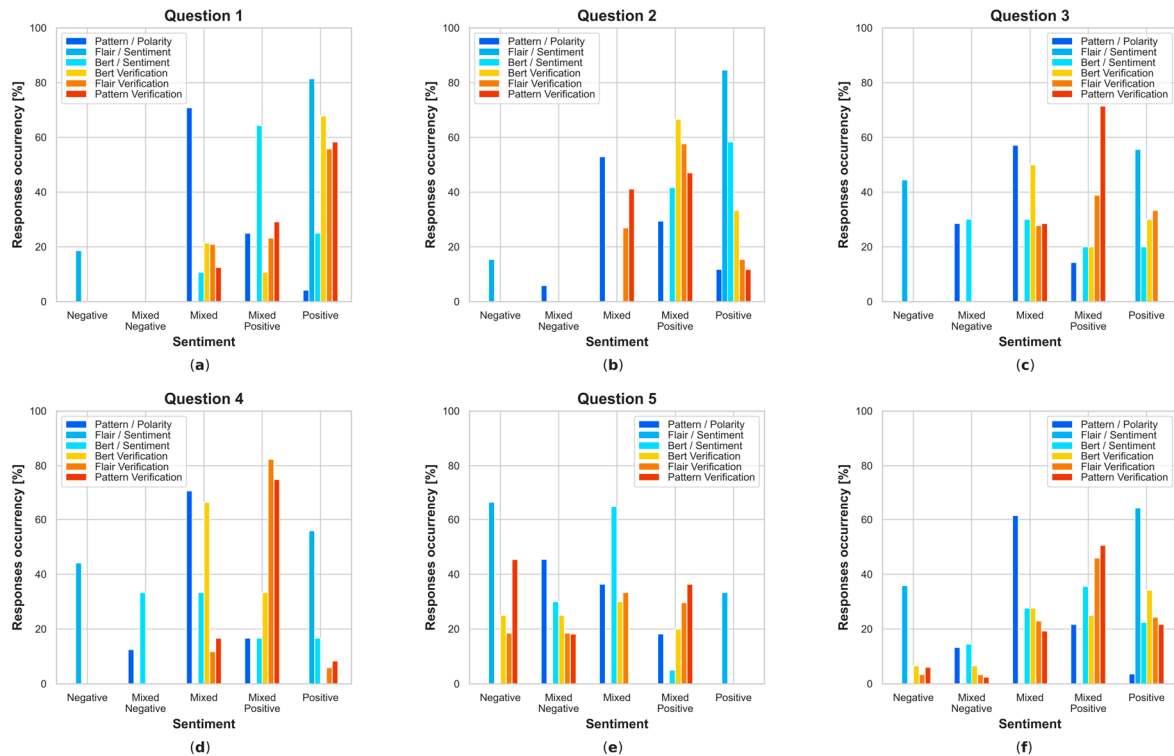 Question 1
Responses occurrency [%]
100
80
60
40
20
0
Pattern / Polarity
Flair / Sentiment
Bert / Sentiment
Bert Verification
Flair Verification
Pattern Verification
Negative
Mixed
Negative
Mixed
Mixed
Positive
Positive
Sentiment
(a)
Question 2
Responses occurrency [%]
100
80
60
40
20
0
Pattern / Polarity
Flair / Sentiment
Bert / Sentiment
Bert Verification
Flair Verification
Pattern Verification
Negative
Mixed
Negative
Mixed
Mixed
Positive
Positive
Sentiment
(b)
Question 3
Responses occurrency [%]
100
80
60
40
20
0
Pattern / Polarity
Flair / Sentiment
Bert / Sentiment
Bert Verification
Flair Verification
Pattern Verification
Negative
Mixed
Negative
Mixed
Mixed
Positive
Positive
Sentiment
(c)
Question 4
Responses occurrency [%]
100
80
60
40
20
0
Pattern / Polarity
Flair / Sentiment
Bert / Sentiment
Bert Verification
Flair Verification
Pattern Verification
Negative
Mixed
Negative
Mixed
Mixed
Positive
Positive
Sentiment
(d)
Question 5
Responses occurrency [%]
100
80
60
40
20
0
Pattern / Polarity
Flair / Sentiment
Bert / Sentiment
Bert Verification
Flair Verification
Pattern Verification
Negative
Mixed
Negative
Mixed
Mixed
Positive
Positive
Sentiment
(e)
Responses occurrency [%]
100
80
60
40
20
0
Pattern / Polarity
Flair / Sentiment
Bert / Sentiment
Bert Verification
Flair Verification
Pattern Verification
Negative
Mixed
Negative
Mixed
Mixed
Positive
Positive
Sentiment
(f)